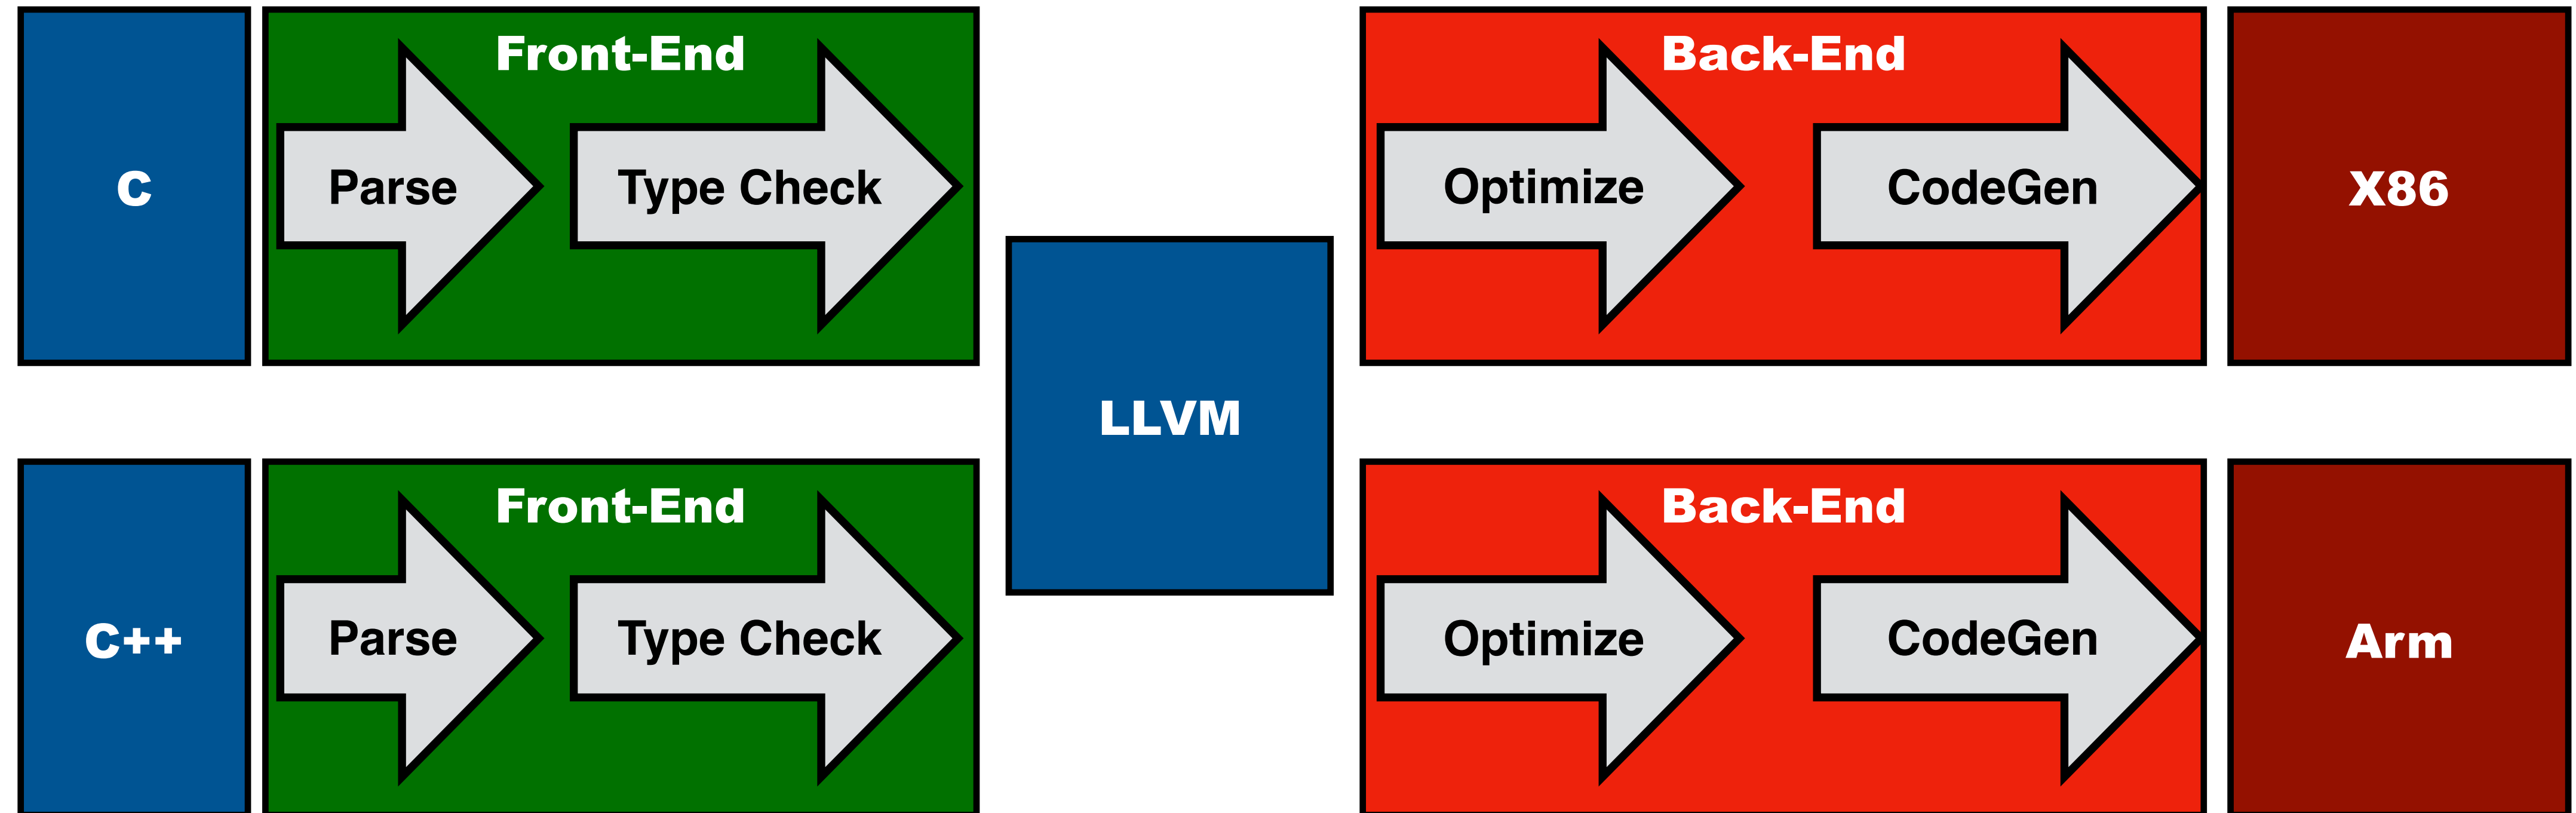 Front-End
Back-End
C
Parse
Type Check
Optimize
CodeGen
X86
LLVM
Front-End
Back-End
C++
Parse
Type Check
Optimize
CodeGen
Arm